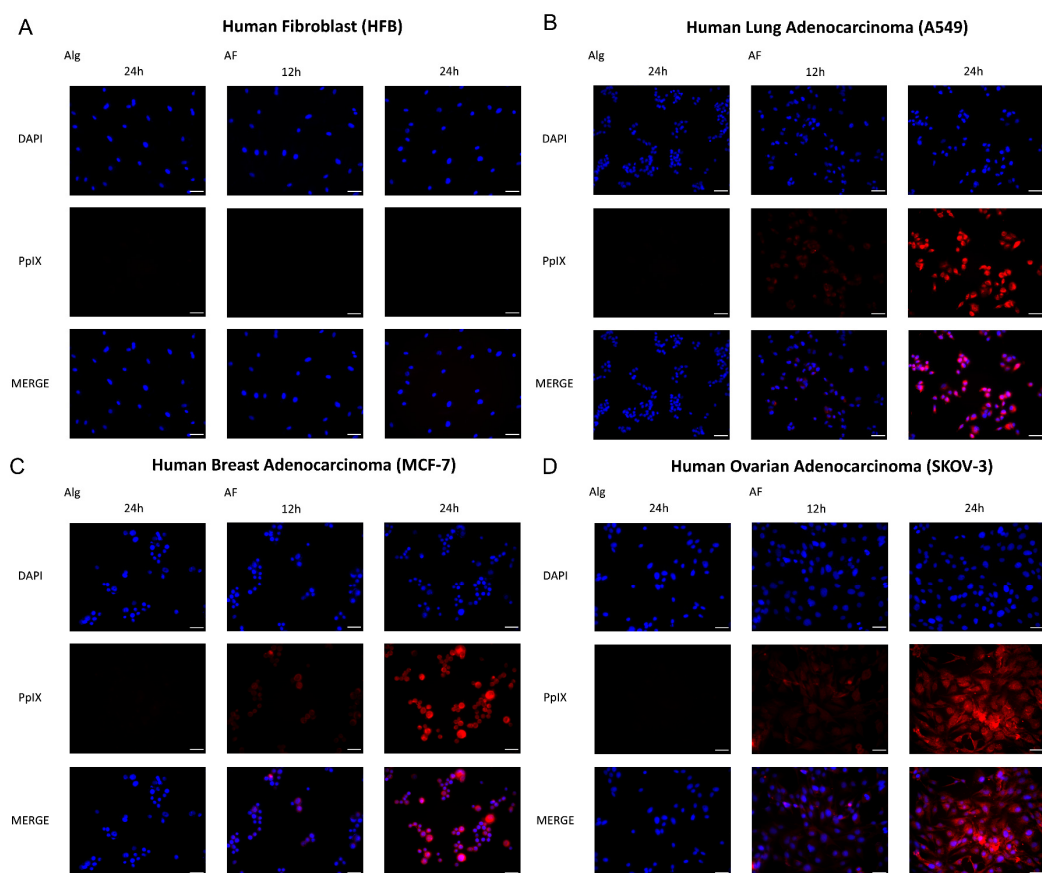 A
Human Fibroblast (HFB)
Alg
AF
24h
12h
24h
DAPI
PpIX
MERGE
B
Human Lung Adenocarcinoma (A549)
Alg
AF
24h
12h
24h
DAPI
PpIX
MERGE
C
Human Breast Adenocarcinoma (MCF-7)
Alg
AF
24h
12h
24h
DAPI
PpIX
MERGE
D
Human Ovarian Adenocarcinoma (SKOV-3)
Alg
AF
24h
12h
24h
DAPI
PpIX
MERGE